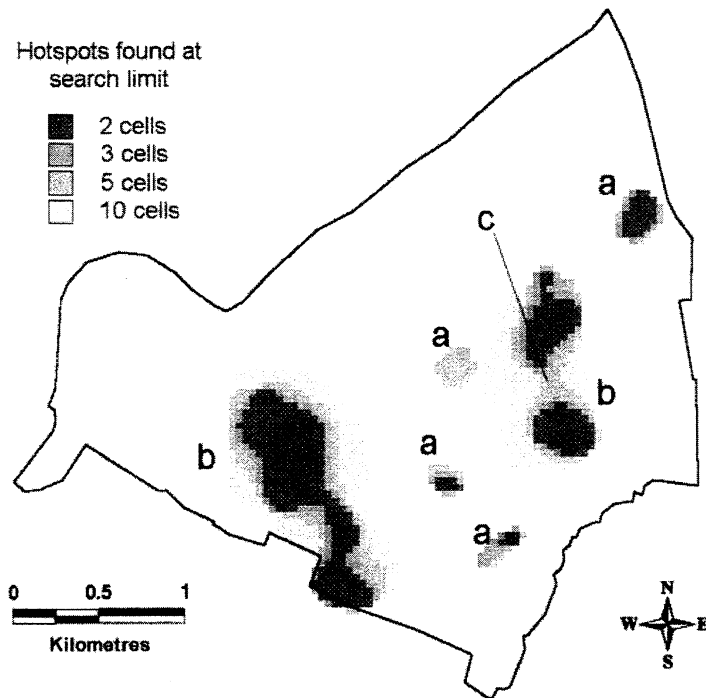 Hotspots found at
search limit
2 cells
3 cells
5 cells
10 cells
a
c
a
b
b
a
a
0 0.5 1
Kilometres
N
W E
S